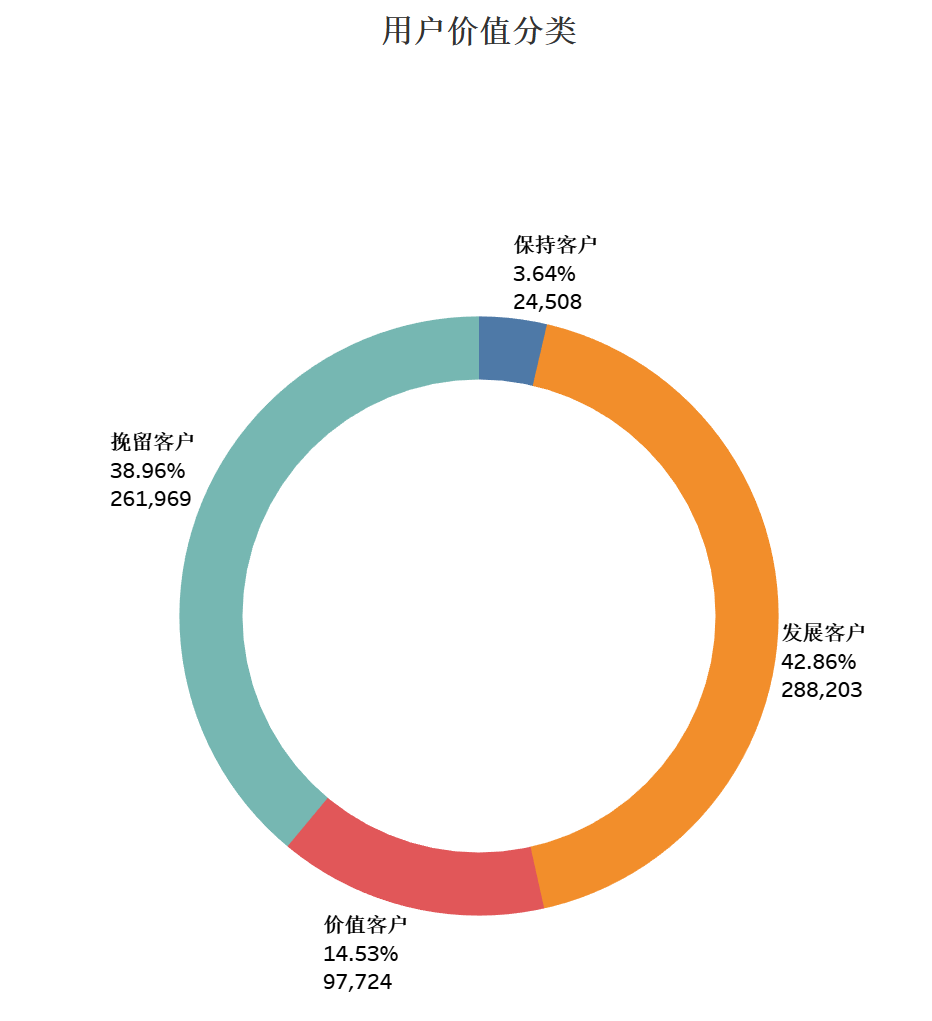 用户价值分类
保持客户
3.64%
24,508
挽留客户
38.96%
261,969
发展客户
42.86%
288,203
价值客户
14.53%
97,724